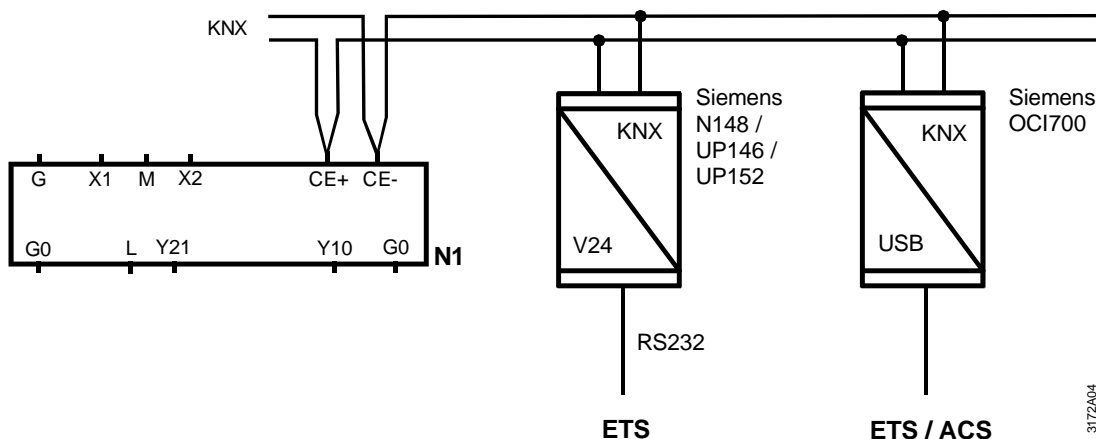 KNX
Siemens
N148 /
UP146 /
UP152
KNX
V24
RS232
ETS
Siemens
OCI700
KNX
USB
ETS / ACS
G X1 M X2 CE+ CE-
G0 L Y21 Y10 G0
N1
3172A04